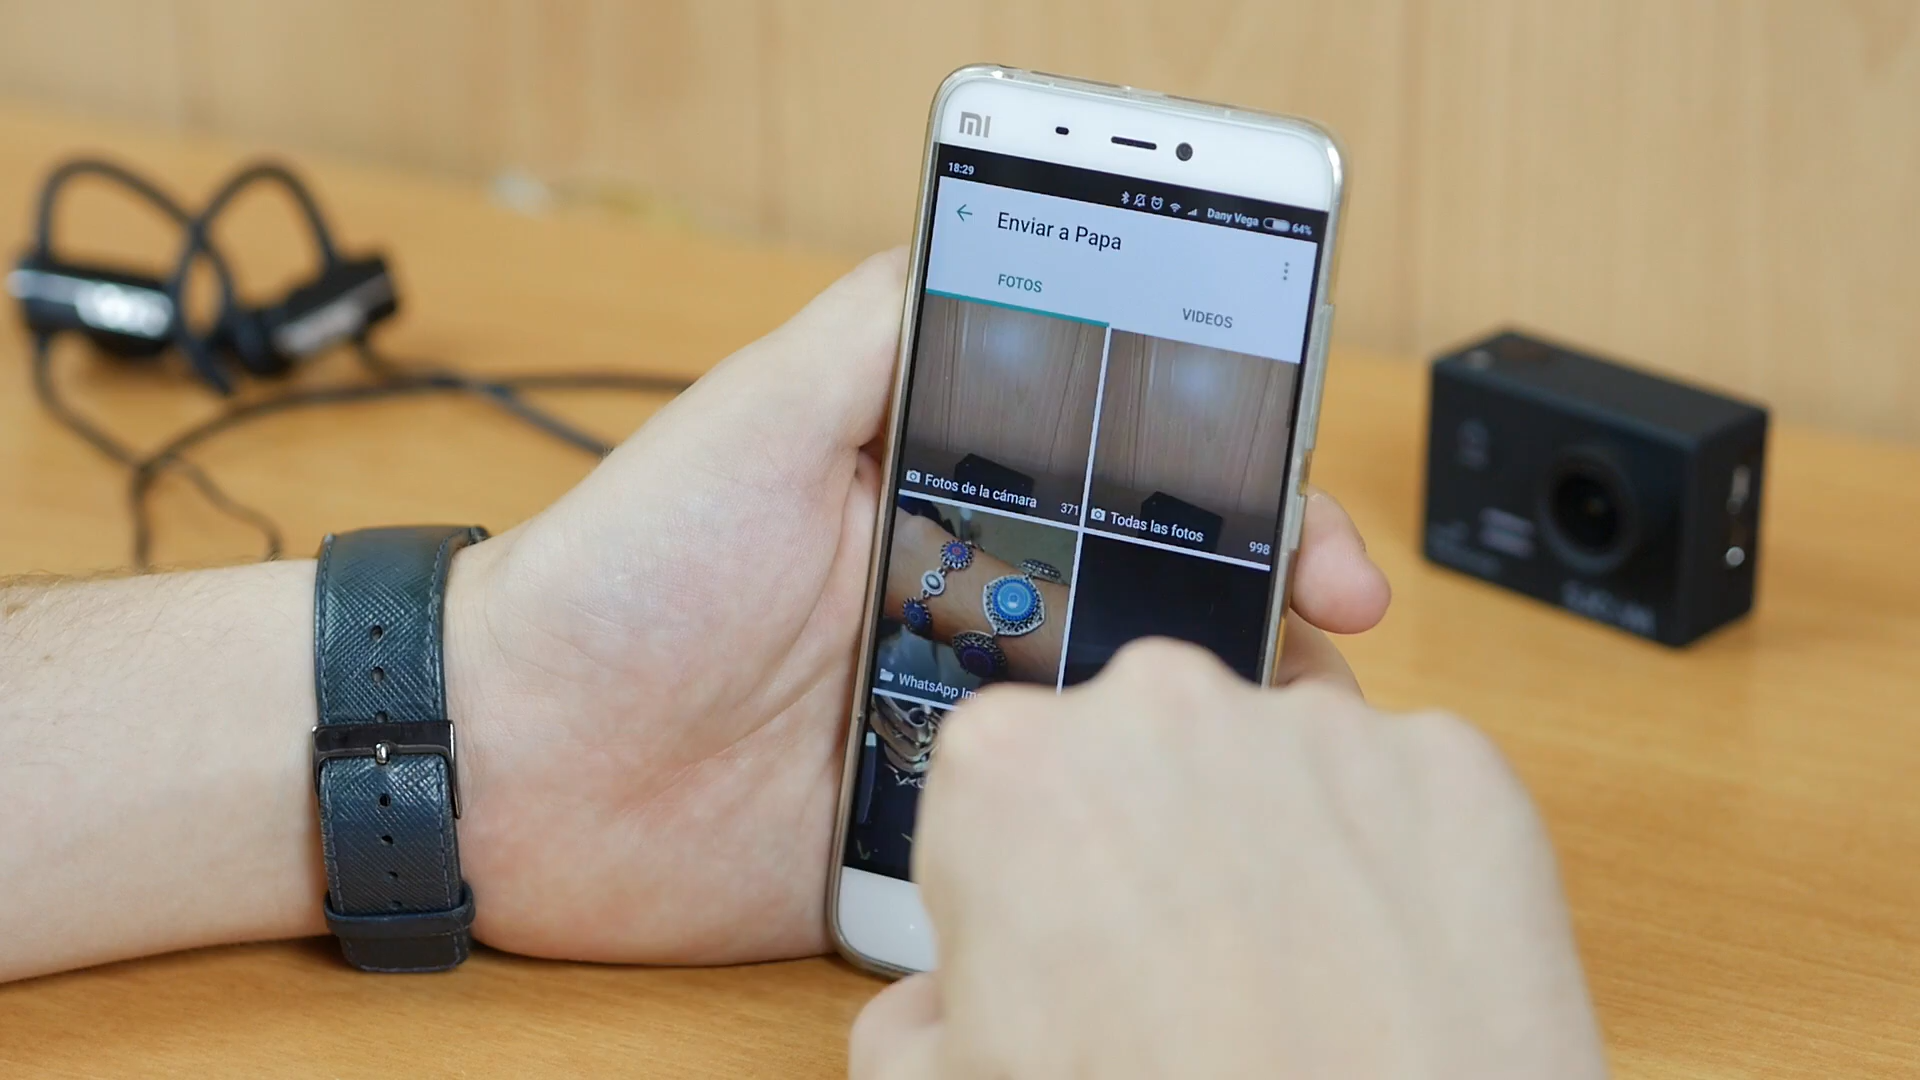 mi
18:29
Dany Vega
64%
Enviar a Papa
FOTOS
VIDEOS
Fotos de la cámara
371
Todas las fotos
998
WhatsApp